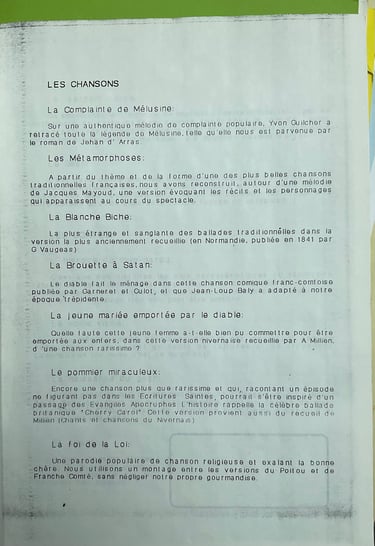 LES CHANSONS
La Complainte de Mélusine:
Sur une authentique mélodie de complainte populaire, Yvon Guilcher a
retracé toute la légende de Mélusine, telle qu'elle nous est parvenue par
le roman de Jehan d' Arras.
Les Métamorphoses:
A partir du thème et de la forme d'une des plus belles chansons
traditionnelles françaises, nous avons reconstruit, autour d'une mélodie
de Jacques Mayoud, une version évoquant les récits et les personnages
qui apparaissent au cours du spectacle.
La Blanche Biche:
La plus étrange et sanglante des ballades traditionnelles dans
la version la plus anciennement recueillie (en Normandie, publiée en 1841 par
G Vaugeas)
La Brouette à Satan:
Le diable fait le ménage dans cette chanson comique franc-comtoise
publiée par Garneret et Culot, et que Jean-Loup Baly a adapté à notre
époque trépidente.
La jeune mariée emportée par le diable:
Quelle faute cette jeune femme a-t-elle bien pu commettre pour être
emportée aux enfers, dans cette version nivernaise recueillie par A Millien,
d 'une chanson rarissime ?
Le pommier miraculeux:
Encore une chanson plus que rarissime et qui, racontant un épisode
ne figurant pas dans les Ecritures Saintes, pourrait s'être inspiré d'un
passage des Evangiles Apocryphes. L'histoire rappelle la célèbre ballade
britanique "Cherry Carol". Cette version provient aussi du recueil de
Millien (Chants et chansons du Nivernais)
La foi de la Loi:
Une parodie populaire de chanson religieuse et exalant la bonne
chère. Nous utilisons un montage entre les versions du Poitou et de
Franche Comté, sans négliger notre propre gourmandise.